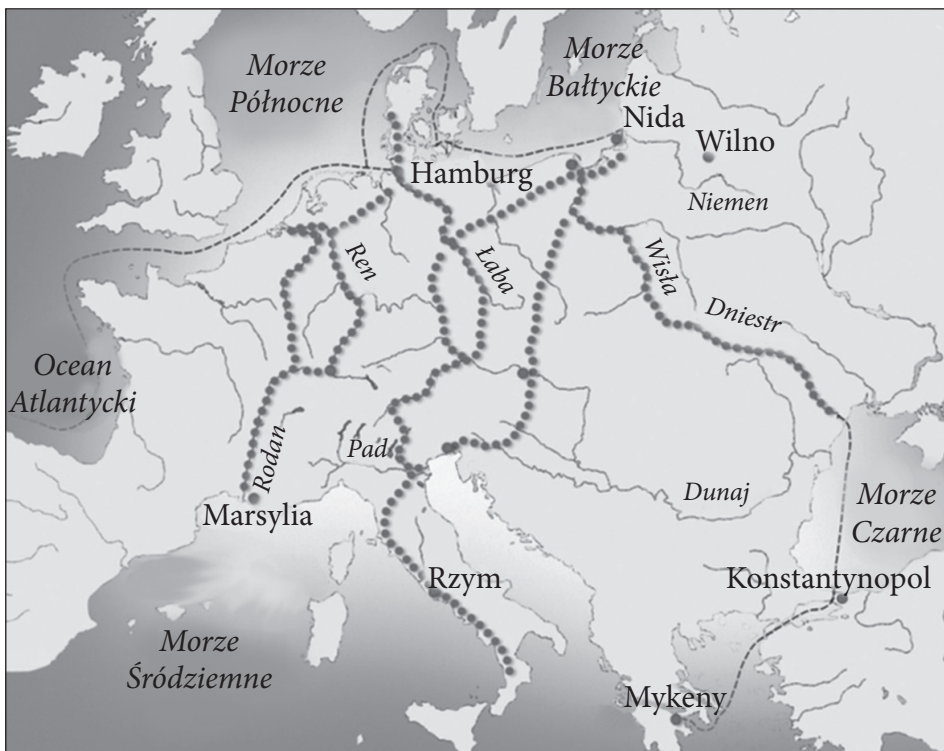 Morze
Północne
Morze
Bałtyckie
Nida
Wilno
Hamburg
Niemen
Ren
Łaba
Wisła
Dniestr
Ocean
Atlantycki
Rodan
Pad
Marsylia
Dunaj
Morze
Czarne
Rzym
Konstantynopol
Morze
Śródziemne
Mykeny